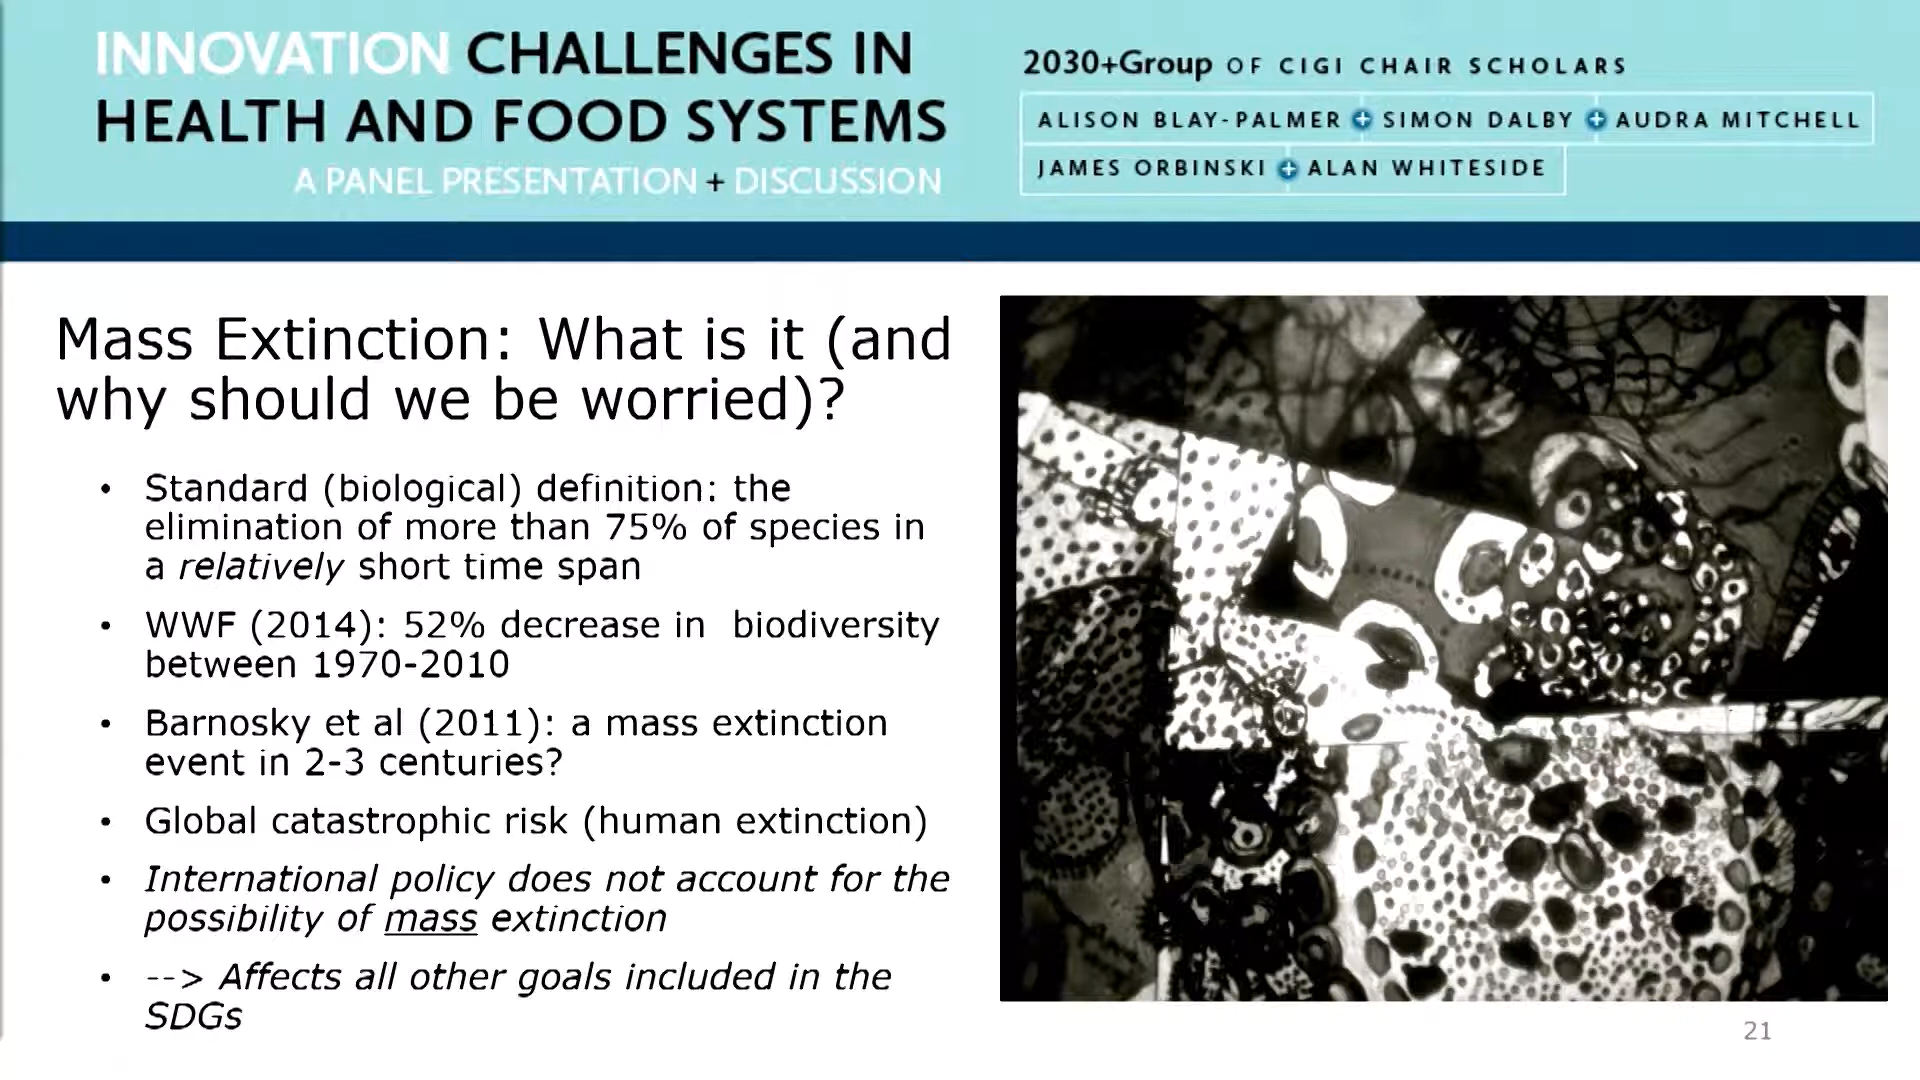 INNOVATION CHALLENGES IN
HEALTH AND FOOD SYSTEMS
A PANEL PRESENTATION + DISCUSSION
2030+Group OF CIGI CHAIR SCHOLARS
ALISON BLAY-PALMER + SIMON DALBY + AUDRA MITCHELL
JAMES ORBINSKI + ALAN WHITESIDE
Mass Extinction: What is it (and
why should we be worried)?
• Standard (biological) definition: the
elimination of more than 75% of species in
a relatively short time span
• WWF (2014): 52% decrease in biodiversity
between 1970-2010
• Barnosky et al (2011): a mass extinction
event in 2-3 centuries?
• Global catastrophic risk (human extinction)
• International policy does not account for the
possibility of mass extinction
• --> Affects all other goals included in the
SDGs
21